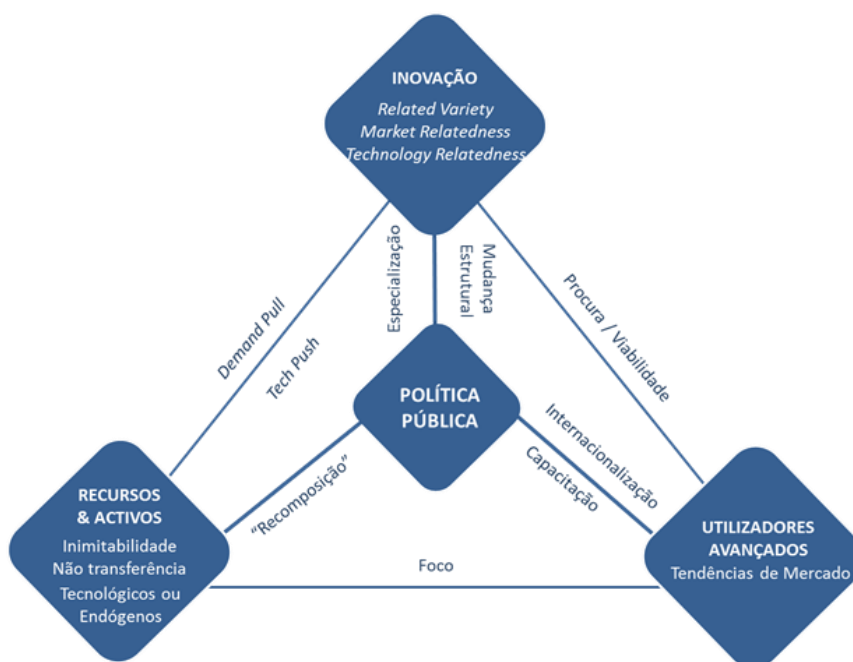 INOVAÇÃO
Related Variety
Market Relatedness
Technology Relatedness
Especialização
Mudança
Estrutural
Demand Pull
Tech Push
Procura / Viabilidade
POLÍTICA
PÚBLICA
Internacionalização
Capacitação
"Recomposição"
RECURSOS
& ACTIVOS
Inimitabilidade
Não transferência
Tecnológicos ou
Endógenos
Foco
UTILIZADORES
AVANÇADOS
Tendências de Mercado